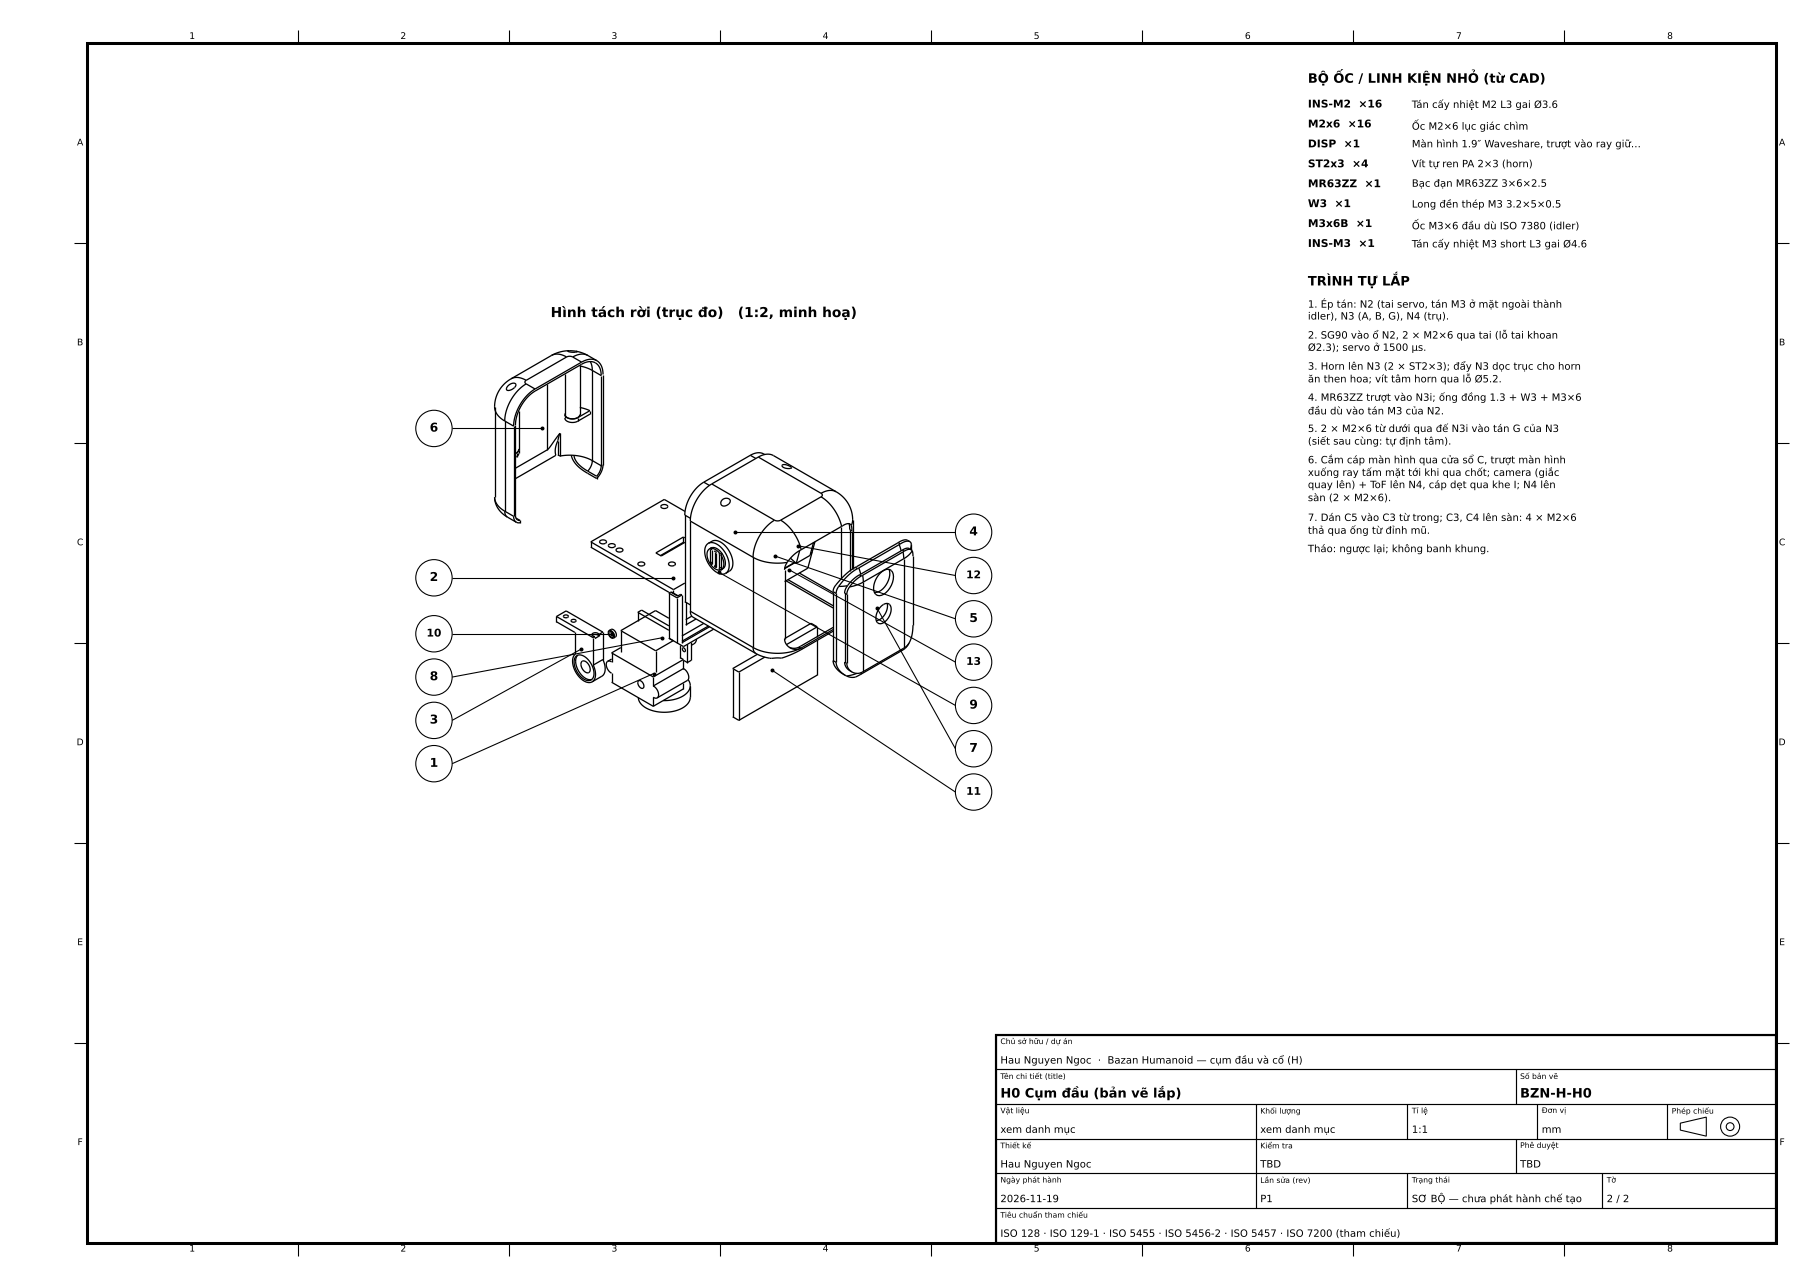 1 2 3 4 5 6 7 8
BỘ ỐC / LINH KIỆN NHỎ (từ CAD)
INS-M2 ×16 Tán cấy nhiệt M2 L3 gai Ø3.6
A A
M2x6 ×16 Ốc M2×6 lục giác chìm
DISP ×1 Màn hình 1.9″ Waveshare, trượt vào ray giữ…
ST2x3 ×4 Vít tự ren PA 2×3 (horn)
MR63ZZ ×1 Bạc đạn MR63ZZ 3×6×2.5
W3 ×1 Long đền thép M3 3.2×5×0.5
M3x6B ×1 Ốc M3×6 đầu dù ISO 7380 (idler)
INS-M3 ×1 Tán cấy nhiệt M3 short L3 gai Ø4.6
TRÌNH TỰ LẮP
1. Ép tán: N2 (tai servo, tán M3 ở mặt ngoài thành
idler), N3 (A, B, G), N4 (trụ).
2. SG90 vào ổ N2, 2 × M2×6 qua tai (lỗ tai khoan
Ø2.3); servo ở 1500 µs.
3. Horn lên N3 (2 × ST2×3); đẩy N3 dọc trục cho horn
ăn then hoa; vít tâm horn qua lỗ Ø5.2.
4. MR63ZZ trượt vào N3i; ống đồng 1.3 + W3 + M3×6
đầu dù vào tán M3 của N2.
5. 2 × M2×6 từ dưới qua đế N3i vào tán G của N3
(siết sau cùng: tự định tâm).
6. Cắm cáp màn hình qua cửa sổ C, trượt màn hình
xuống ray tấm mặt tới khi qua chốt; camera (giắc
quay lên) + ToF lên N4, cáp dẹt qua khe I; N4 lên
sàn (2 × M2×6).
7. Dán C5 vào C3 từ trong; C3, C4 lên sàn: 4 × M2×6
thả qua ống từ đỉnh mũ.
Tháo: ngược lại; không banh khung.
Hình tách rời (trục đo) (1:2, minh hoạ)
B B
6
4
C C
12
2
5
10
13
8
9
3
7
D D
1
11
E E
Chủ sở hữu / dự án
Hau Nguyen Ngoc · Bazan Humanoid — cụm đầu và cổ (H)
Tên chi tiết (title) Số bản vẽ
H0 Cụm đầu (bản vẽ lắp) BZN-H-H0
Vật liệu Khối lượng Tỉ lệ Đơn vị Phép chiếu
xem danh mục xem danh mục 1:1 mm
F F
Thiết kế Kiểm tra Phê duyệt
Hau Nguyen Ngoc TBD TBD
Ngày phát hành Lần sửa (rev) Trạng thái Tờ
2026-11-19 P1 SƠ BỘ — chưa phát hành chế tạo 2 / 2
Tiêu chuẩn tham chiếu
ISO 128 · ISO 129-1 · ISO 5455 · ISO 5456-2 · ISO 5457 · ISO 7200 (tham chiếu)
1 2 3 4 5 6 7 8